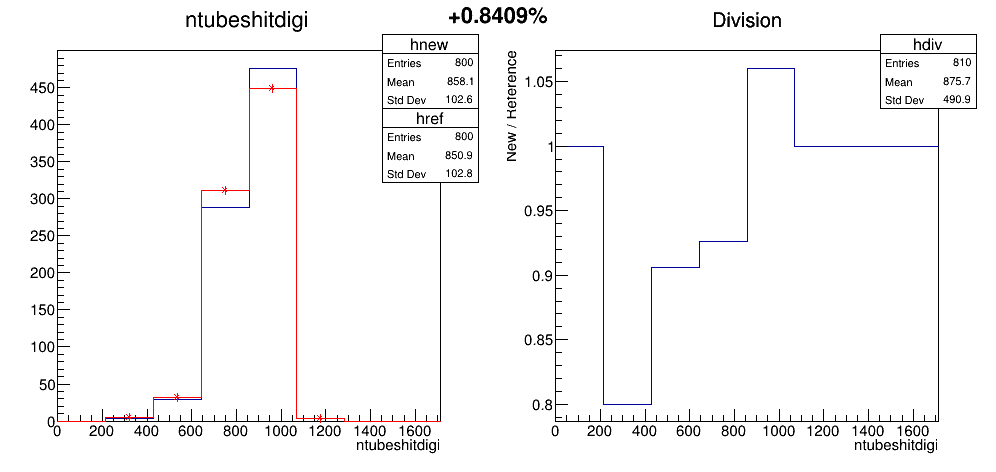 +0.8409%
ntubeshitdigi
hnew
Entries 800
Mean 858.1
Std Dev 102.6
href
Entries 800
Mean 850.9
Std Dev 102.8
450
400
350
300
250
200
150
100
50
0
0 200 400 600 800 1000 1200 1400 1600
ntubeshitdigi
Division
hdiv
Entries 810
Mean 875.7
Std Dev 490.9
New / Reference
1.05
1
0.95
0.9
0.85
0.8
0 200 400 600 800 1000 1200 1400 1600
ntubeshitdigi